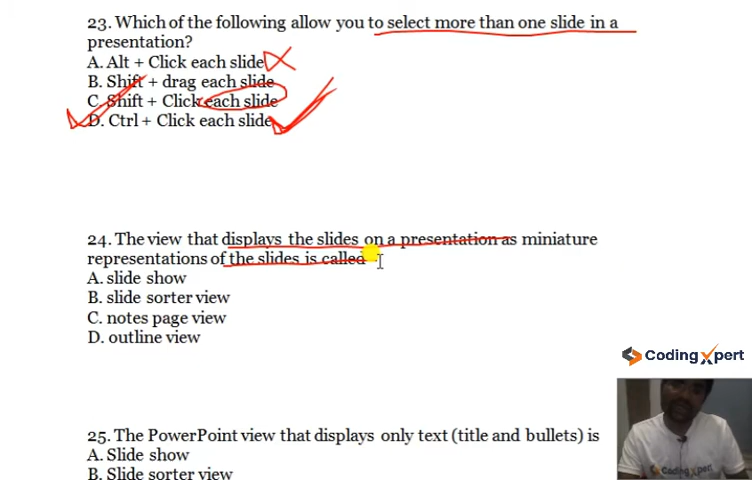 23. Which of the following allow you to select more than one slide in a
presentation?
A. Alt + Click each slide
B. Shift + drag each slide
C. Shift + Click each slide
D. Ctrl + Click each slide
24. The view that displays the slides on a presentation as miniature
representations of the slides is called
A. slide show
B. slide sorter view
C. notes page view
D. outline view
Coding Xpert
25. The PowerPoint view that displays only text (title and bullets) is
A. Slide show
B. Slide sorter view
Coding Xpert